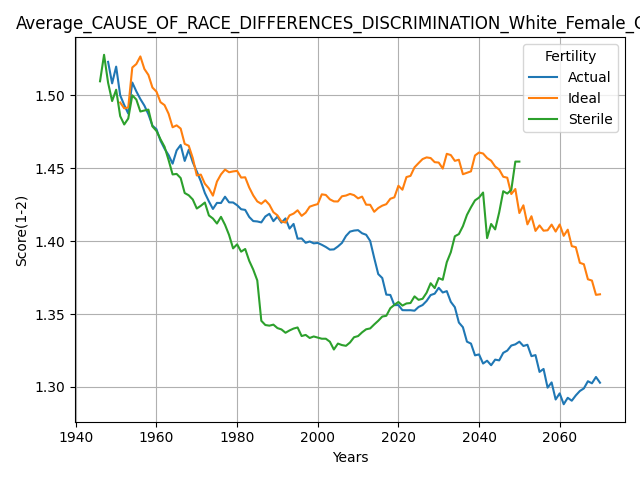 Average_CAUSE_OF_RACE_DIFFERENCES_DISCRIMINATION_White_Female_
Fertility
Actual
Ideal
Sterile
Score(1-2)
1.50
1.45
1.40
1.35
1.30
1940 1960 1980 2000 2020 2040 2060
Years